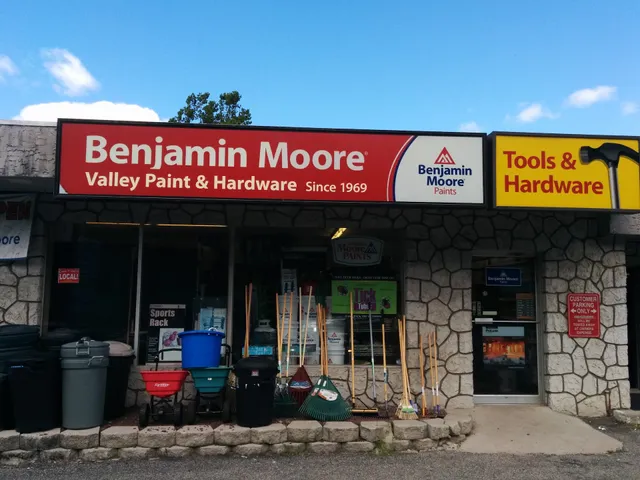 Benjamin Moore®
Valley Paint & Hardware Since 1969
Benjamin
Moore®
Paints
Tools &
Hardware
LOCAL!
Sports
Rack
CUSTOMER
PARKING
ONLY